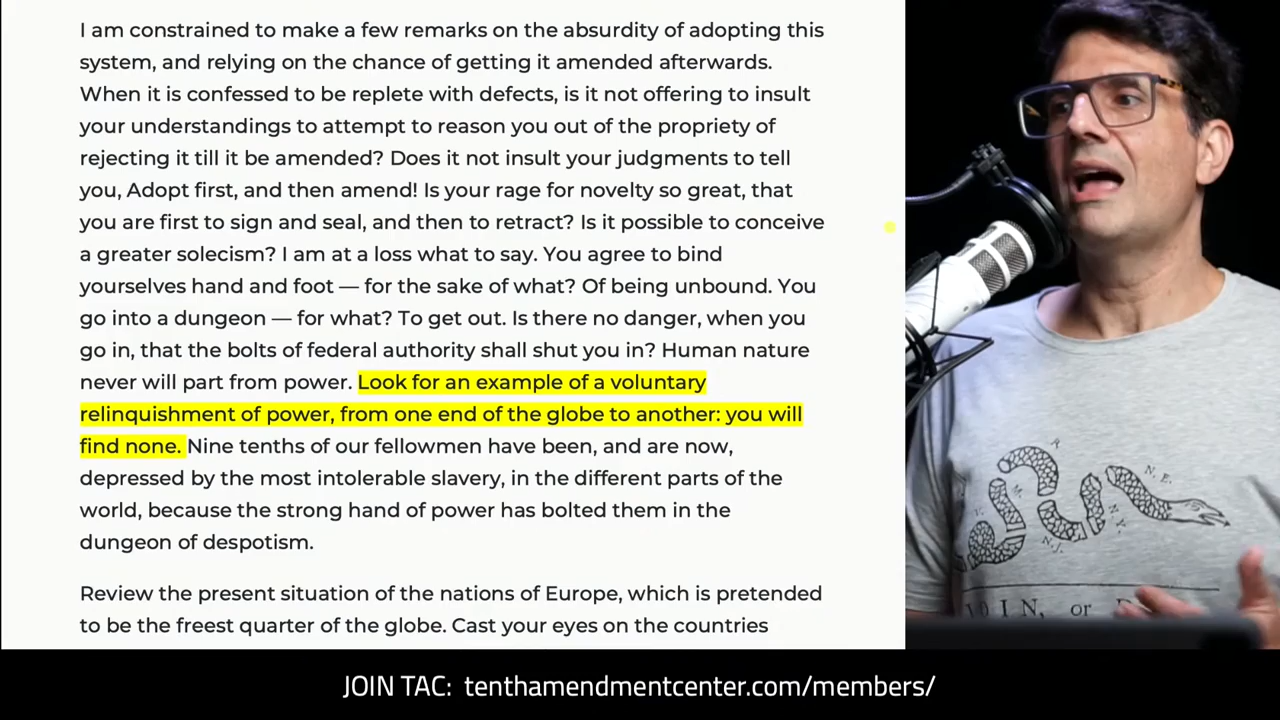 I am constrained to make a few remarks on the absurdity of adopting this
system, and relying on the chance of getting it amended afterwards.
When it is confessed to be replete with defects, is it not offering to insult
your understandings to attempt to reason you out of the propriety of
rejecting it till it be amended? Does it not insult your judgments to tell
you, Adopt first, and then amend! Is your rage for novelty so great, that
you are first to sign and seal, and then to retract? Is it possible to conceive
a greater solecism? I am at a loss what to say. You agree to bind
yourselves hand and foot — for the sake of what? Of being unbound. You
go into a dungeon — for what? To get out. Is there no danger, when you
go in, that the bolts of federal authority shall shut you in? Human nature
never will part from power. Look for an example of a voluntary
relinquishment of power, from one end of the globe to another: you will
find none. Nine tenths of our fellowmen have been, and are now,
depressed by the most intolerable slavery, in the different parts of the
world, because the strong hand of power has bolted them in the
dungeon of despotism.
Review the present situation of the nations of Europe, which is pretended
to be the freest quarter of the globe. Cast your eyes on the countries
R.
N. E.
M.
N.Y.
N.J.
or
JOIN TAC: tenthamendmentcenter.com/members/